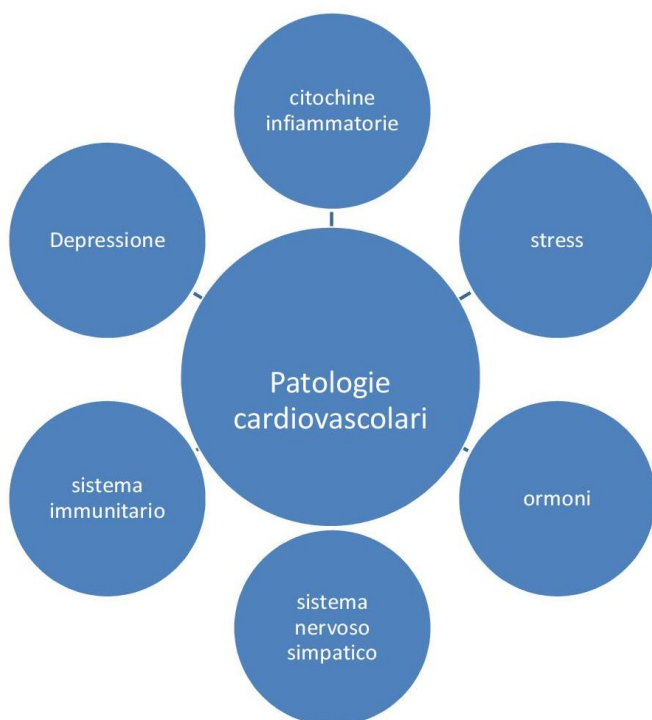 citochine
infiammatorie
Depressione
stress
Patologie
cardiovascolari
sistema
immunitario
ormoni
sistema
nervoso
simpatico